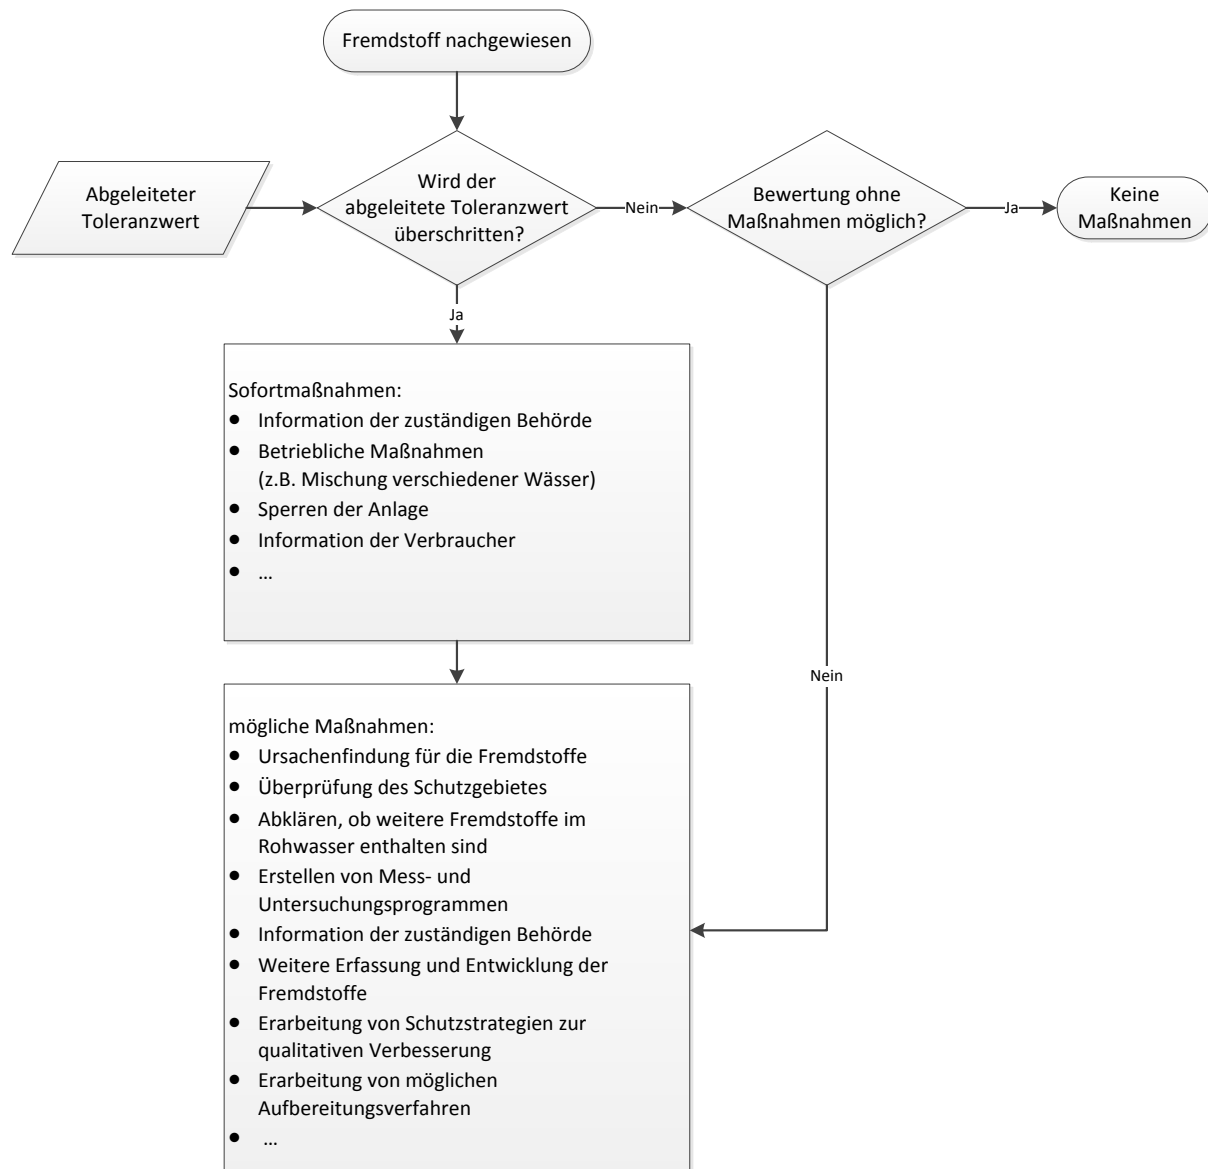 Fremdstoff nachgewiesen
Abgeleiteter
Toleranzwert
Wird der
abgeleitete Toleranzwert
überschritten?
Nein
Bewertung ohne
Maßnahmen möglich?
Ja
Keine
Maßnahmen
Ja
Sofortmaßnahmen:
● Information der zuständigen Behörde
● Betriebliche Maßnahmen
(z.B. Mischung verschiedener Wässer)
● Sperren der Anlage
● Information der Verbraucher
● ...
Nein
mögliche Maßnahmen:
● Ursachenfindung für die Fremdstoffe
● Überprüfung des Schutzgebietes
● Abklären, ob weitere Fremdstoffe im
Rohwasser enthalten sind
● Erstellen von Mess- und
Untersuchungsprogrammen
● Information der zuständigen Behörde
● Weitere Erfassung und Entwicklung der
Fremdstoffe
● Erarbeitung von Schutzstrategien zur
qualitativen Verbesserung
● Erarbeitung von möglichen
Aufbereitungsverfahren
● ...